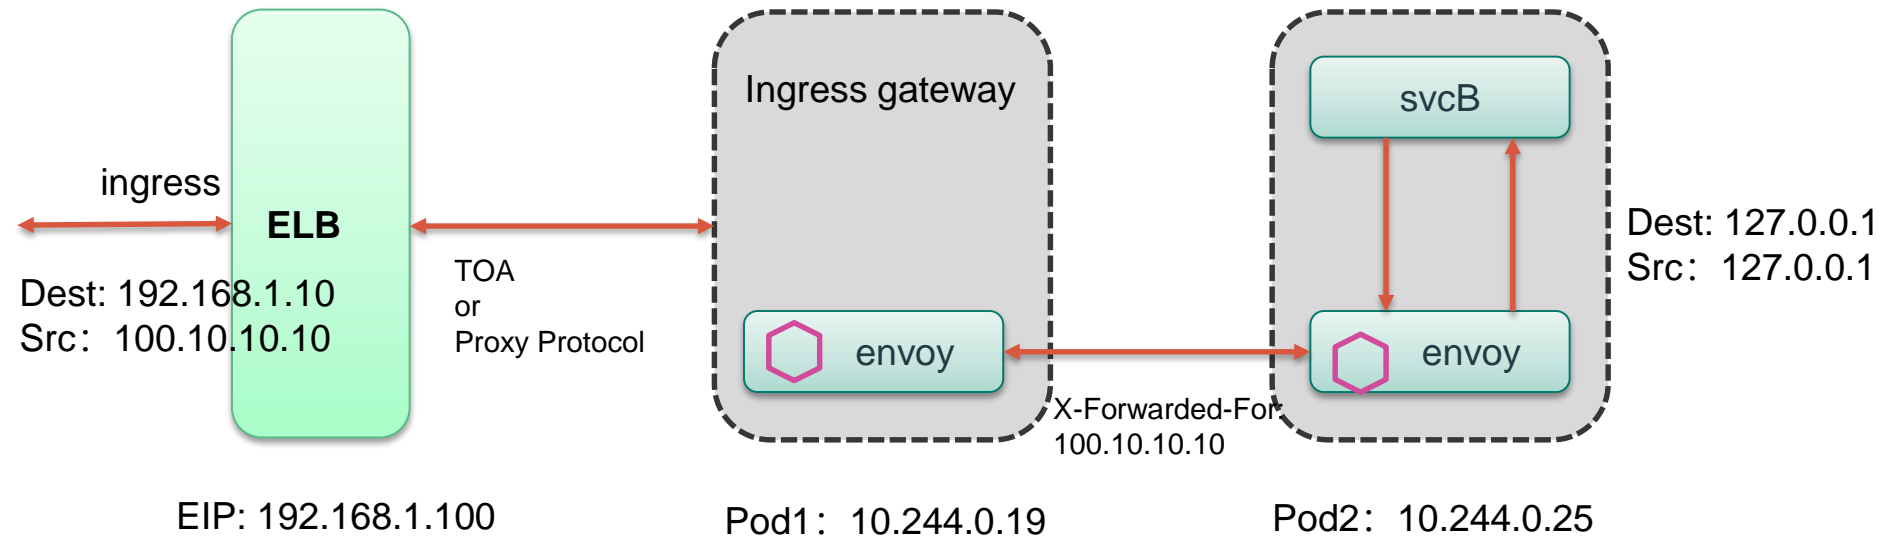 Ingress gateway
svcB
ingress
ELB
Dest: 127.0.0.1
Src：127.0.0.1
TOA
or
Proxy Protocol
Dest: 192.168.1.10
Src：100.10.10.10
envoy
envoy
X-Forwarded-For:
100.10.10.10
EIP: 192.168.1.100
Pod1：10.244.0.19
Pod2：10.244.0.25